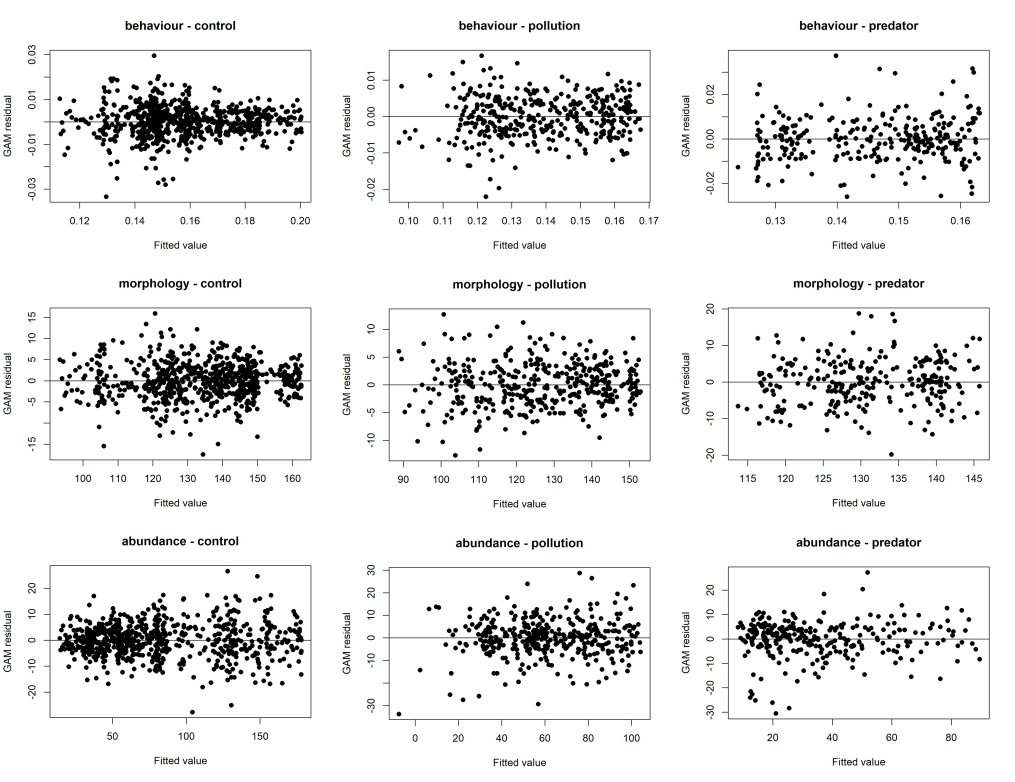 behaviour - control
behaviour - pollution
behaviour - predator
GAM residual
-0.03 -0.01 0.01 0.03
0.12 0.14 0.16 0.18 0.20
Fitted value
GAM residual
-0.02 -0.01 0.00 0.01
0.10 0.11 0.12 0.13 0.14 0.15 0.16 0.17
Fitted value
GAM residual
-0.02 0.00 0.02
0.13 0.14 0.15 0.16
Fitted value
morphology - control
morphology - pollution
morphology - predator
GAM residual
-15 -5 0 5 10 15
100 110 120 130 140 150 160
Fitted value
GAM residual
-10 -5 0 5 10
90 100 110 120 130 140 150
Fitted value
GAM residual
-20 -10 0 10 20
115 120 125 130 135 140 145
Fitted value
abundance - control
abundance - pollution
abundance - predator
GAM residual
-20 -10 0 10 20
50 100 150
Fitted value
GAM residual
-30 -10 0 10 20 30
0 20 40 60 80 100
Fitted value
GAM residual
-30 -20 -10 0 10 20
20 40 60 80
Fitted value